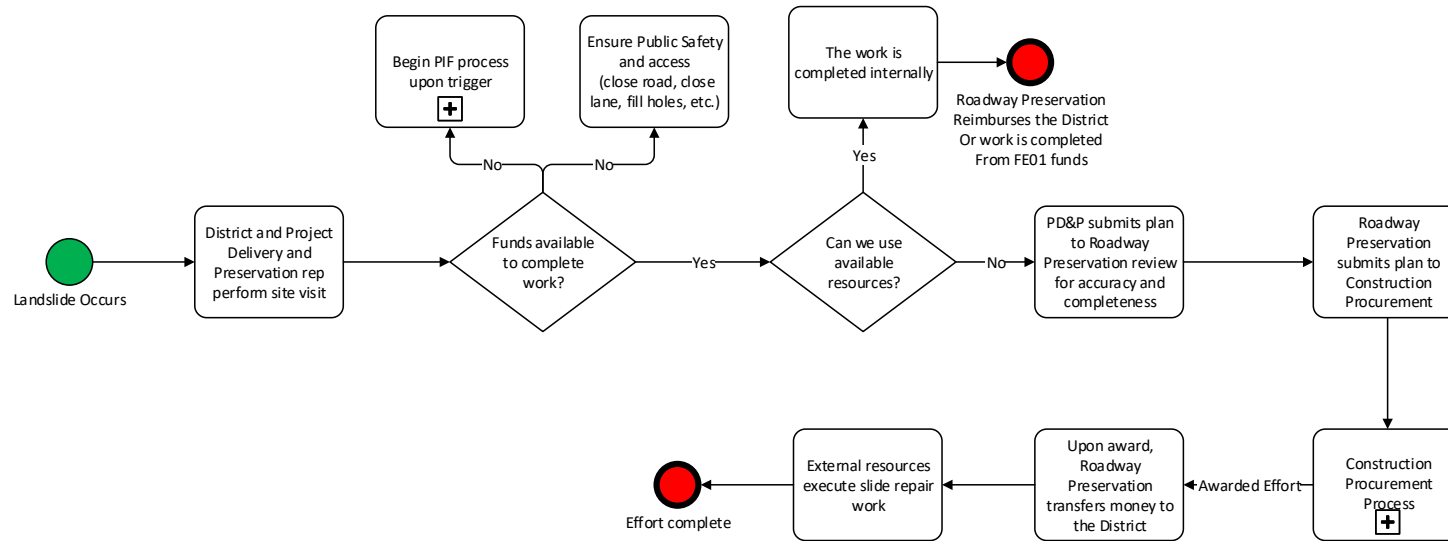 Begin PIF process
upon trigger
Ensure Public Safety
and access
(close road, close
lane, fill holes, etc.)
The work is
completed internally
Roadway Preservation
Reimburses the District
Or work is completed
From FE01 funds
No
No
Yes
Landslide Occurs
District and Project
Delivery and
Preservation rep
perform site visit
Funds available
to complete
work?
Yes
Can we use
available
resources?
No
PD&P submits plan
to Roadway
Preservation review
for accuracy and
completeness
Roadway
Preservation
submits plan to
Construction
Procurement
Effort complete
External resources
execute slide repair
work
Upon award,
Roadway
Preservation
transfers money to
the District
Awarded Effort
Construction
Procurement
Process